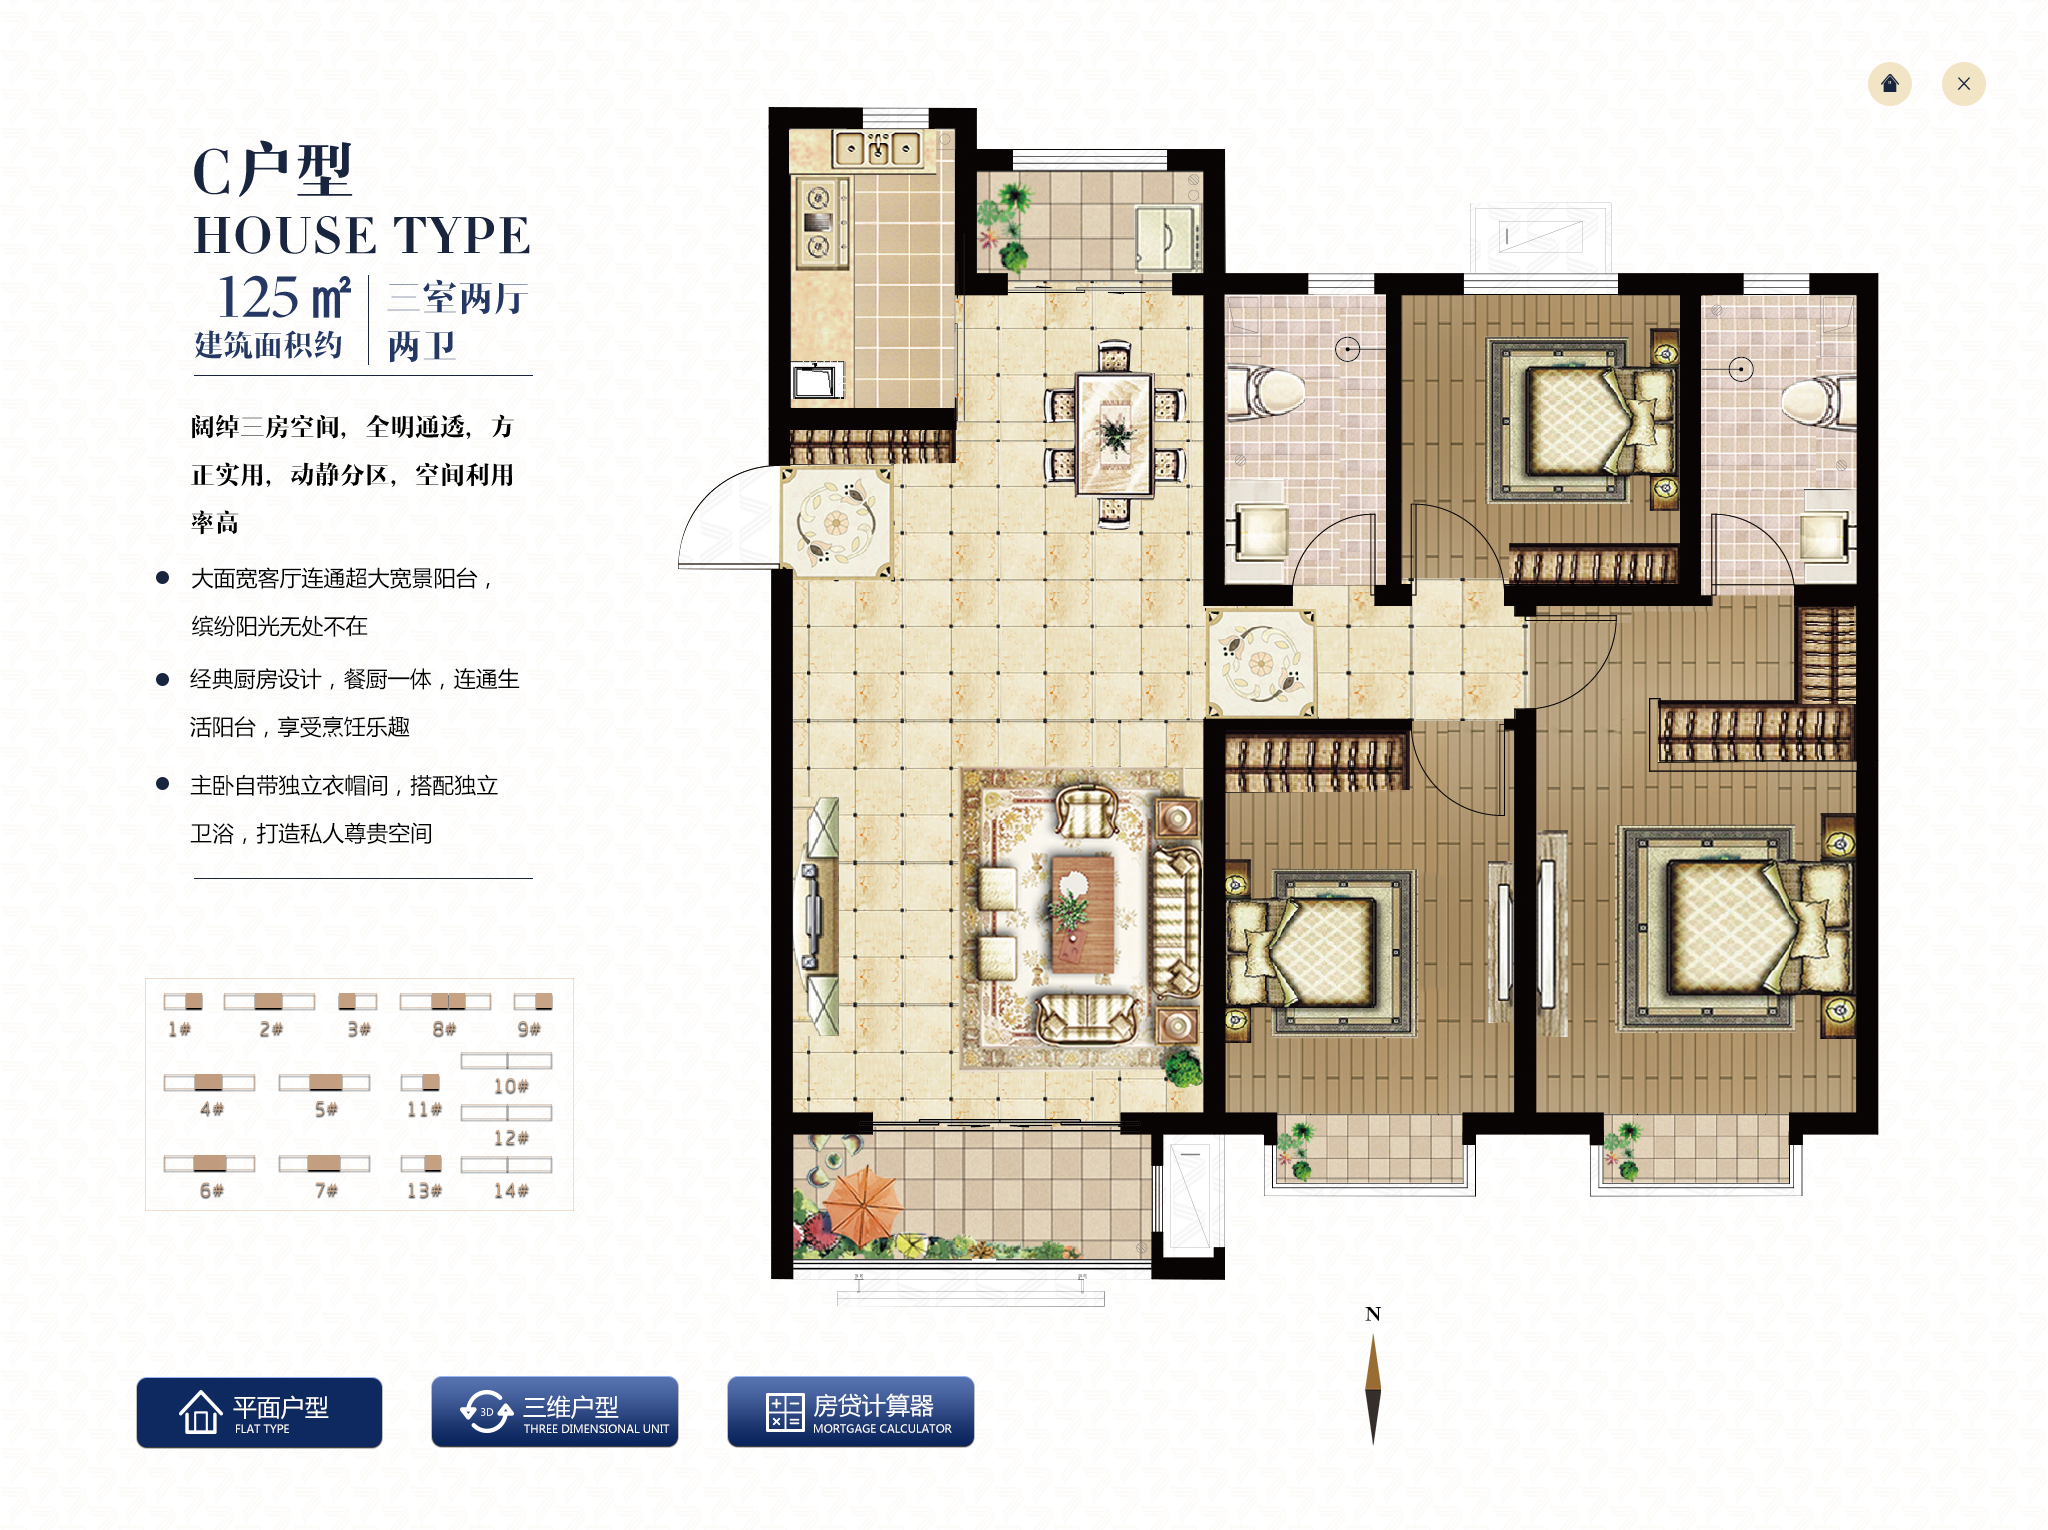 C户型
HOUSE TYPE
125㎡
建筑面积约
三室两厅
两卫
阔绰三房空间，全明通透，方
正实用，动静分区，空间利用
率高
大面宽客厅连通超大宽景阳台，
缤纷阳光无处不在
经典厨房设计，餐厨一体，连通生
活阳台，享受烹饪乐趣
主卧自带独立衣帽间，搭配独立
卫浴，打造私人尊贵空间
1# 2# 3# 8# 9#
10#
4# 5# 11#
12#
6# 7# 13# 14#
N
平面户型
FLAT TYPE
3D
三维户型
THREE DIMENSIONAL UNIT
房贷计算器
MORTGAGE CALCULATOR